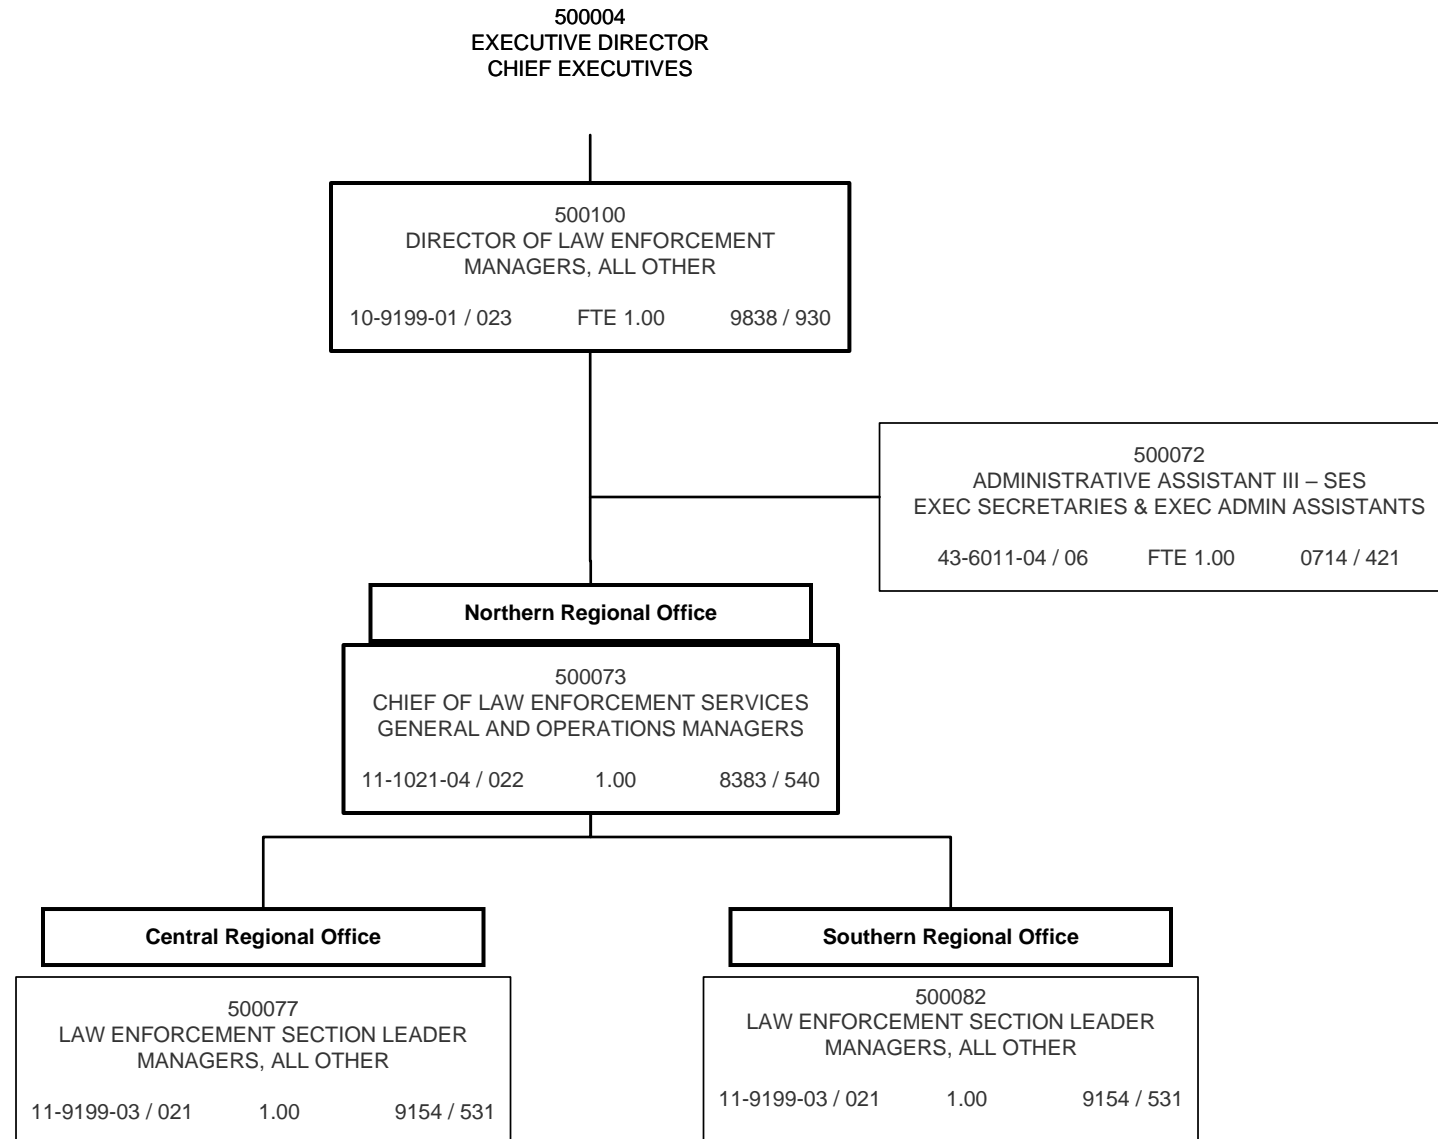 500004
EXECUTIVE DIRECTOR
CHIEF EXECUTIVES
500100
DIRECTOR OF LAW ENFORCEMENT
MANAGERS, ALL OTHER
10-9199-01 / 023 FTE 1.00 9838 / 930
500072
ADMINISTRATIVE ASSISTANT III – SES
EXEC SECRETARIES & EXEC ADMIN ASSISTANTS
43-6011-04 / 06 FTE 1.00 0714 / 421
Northern Regional Office
500073
CHIEF OF LAW ENFORCEMENT SERVICES
GENERAL AND OPERATIONS MANAGERS
11-1021-04 / 022 1.00 8383 / 540
Central Regional Office
500077
LAW ENFORCEMENT SECTION LEADER
MANAGERS, ALL OTHER
11-9199-03 / 021 1.00 9154 / 531
Southern Regional Office
500082
LAW ENFORCEMENT SECTION LEADER
MANAGERS, ALL OTHER
11-9199-03 / 021 1.00 9154 / 531